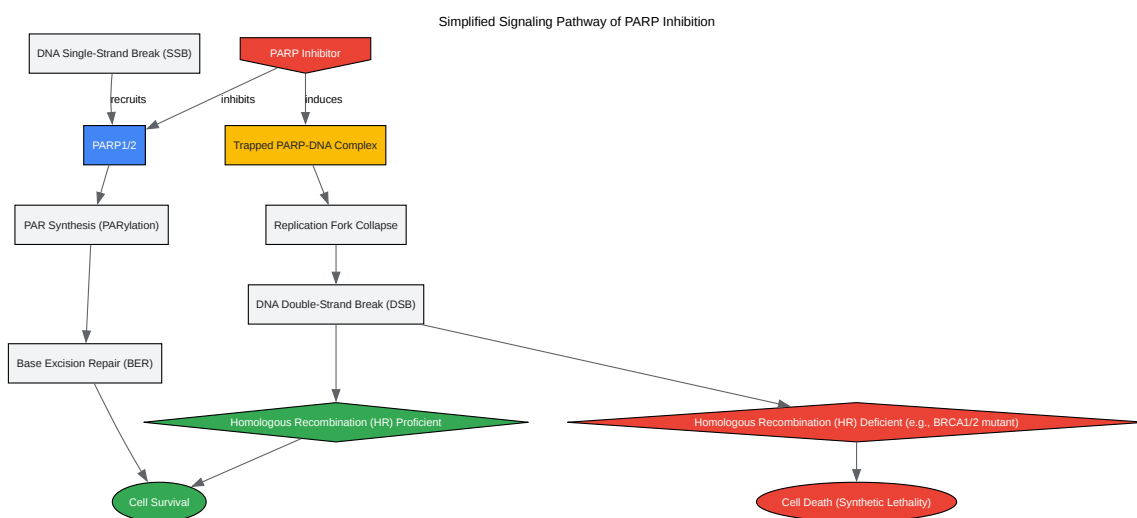 Simplified Signaling Pathway of PARP Inhibition
DNA Single-Strand Break (SSB)
PARP Inhibitor
recruits
inhibits
induces
PARP1/2
Trapped PARP-DNA Complex
PAR Synthesis (PARylation)
Replication Fork Collapse
DNA Double-Strand Break (DSB)
Base Excision Repair (BER)
Homologous Recombination (HR) Proficient
Homologous Recombination (HR) Deficient (e.g., BRCA1/2 mutant)
Cell Survival
Cell Death (Synthetic Lethality)